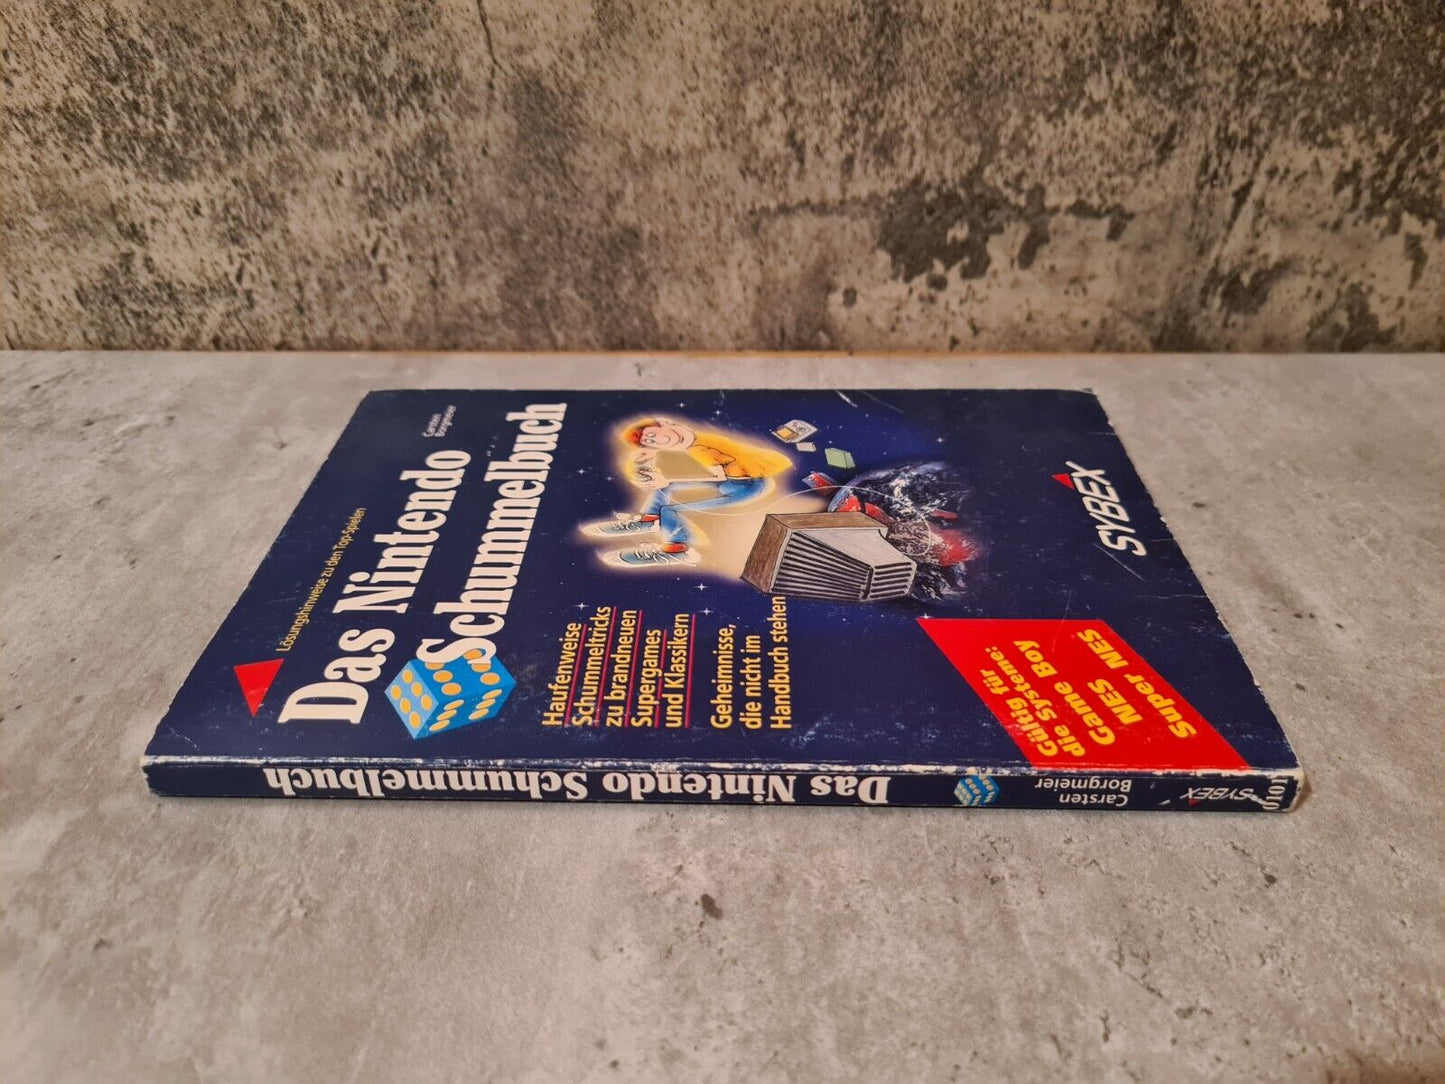 Carsten
Borgmeier
Lösungshinweise zu den Top-Spielen
Das Nintendo
Schummelbuch
Haufenweise
Schummeltricks
zu brandneuen
Supergames
und Klassikern
Geheimnisse,
die nicht im
Handbuch stehen
Gültig für
die Systeme:
Game Boy
NES
Super NES
SYBEX
Das Nintendo Schummelbuch
Carsten
Borgmeier
SYBEX